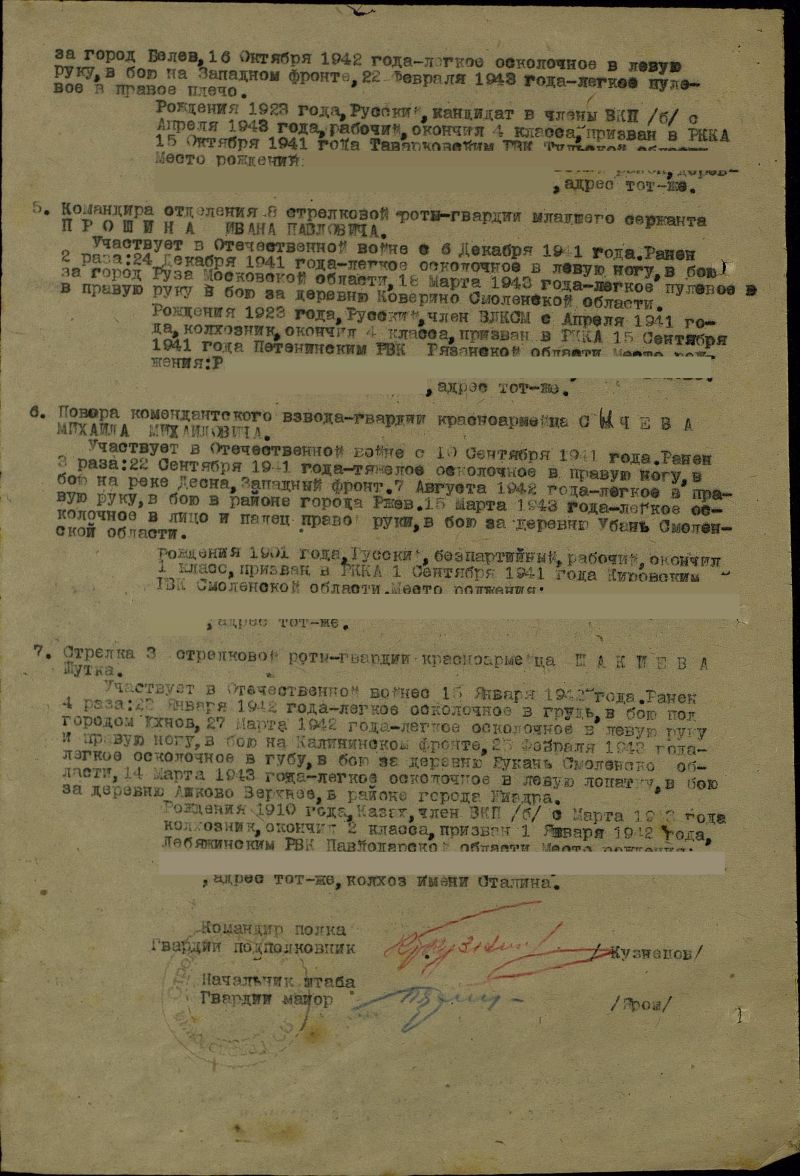 за город Белев, 16 Октября 1942 года-легкое осколочное в левую
руку, в бою на Западном фронте, 22 Февраля 1943 года-легкое пуле-
вое в правое плечо.
Рождения 1923 года, Русский, кандидат в члены ВКП /б/ с
Апреля 1943 года, рабочий, окончил 4 класса, призван в РККА
15 Октября 1941 года Таварковским РВК Тульской области
Место рождений:
, адрес тот-же.
5. Командира отделения 8 стрелковой роты-гвардии младшего сержанта
П Р О Ш И Н А ИВАНА ПАВЛОВИЧА.
Участвует в Отечественной войне с 6 Декабря 1941 года. Ранен
2 раза: 24 Декабря 1941 года-легкое осколочное в левую ногу, в бою
за город Руза Московской области, 18 Марта 1943 года-легкое пулевое в
в правую руку в бою за деревню Коверино Смоленской области.
Рождения 1923 года, Русский, член ВЛКСМ с Апреля 1941 го-
да, колхозник, окончил 4 класса, призван в РККА 15 Сентября
1941 года Петенинским РВК Рязанской области Место рож-
жения: Р
, адрес тот-же.
6. Повора комендантского взвода-гвардии красноармейца С Ы Ч Е В А
МИХАИЛА МИХАИЛОВИЧА.
Участвует в Отечественной войне с 10 Сентября 1941 года. Ранен
3 раза: 22 Сентября 1941 года-тяжелое осколочное в правую ногу, в
бою на реке Десна, Западный фронт. 7 Августа 1942 года-легкое в пра-
вую руку, в бою в районе города Ржев. 15 Марта 1943 года-легкое ос-
колочное в лицо и палец правой руки, в бою за деревню Убань Смолен-
ской области.
Рождения 1901 года, Русский, безпартийный, рабочий, окончил
1 класс, призван в РККА 1 Сентября 1941 года Кировским
РВК Смоленской области. Место рождения:
, адрес тот-же.
7. Стрелка 3 стрелковой роты-гвардии красноармейца Ш А К И Е В А
Шутка.
Участвует в Отечественной войнес 15 Января 1942 года. Ранен
4 раза: 22 Января 1942 года-легкое осколочное в грудь, в бою под
городом Юхнов, 27 Марта 1942 года-легкое осколочное в левую руку
и правую ногу, в бою на Калининском фронте, 25 Февраля 1943 года-
легкое осколочное в губу, в бою за деревню Рукань Смоленско об-
ласти, 14 Марта 1943 года-легкое осколочное в левую лопатку, в бою
за деревню Ашково Верхнее, в районе города
Рождения 1910 года, Казах, член ВКП /б/ с Марта 1943 года
колхозник, окончил 2 класса, призван 1 Января 1942 года,
Лебяжинским РВК Павлодарской области Место рождения:
, адрес тот-же, колхоз имени Сталина.
Командир полка
Гвардии подполковник /Кузнецов/
Начальник штаба
Гвардии майор /Яром/